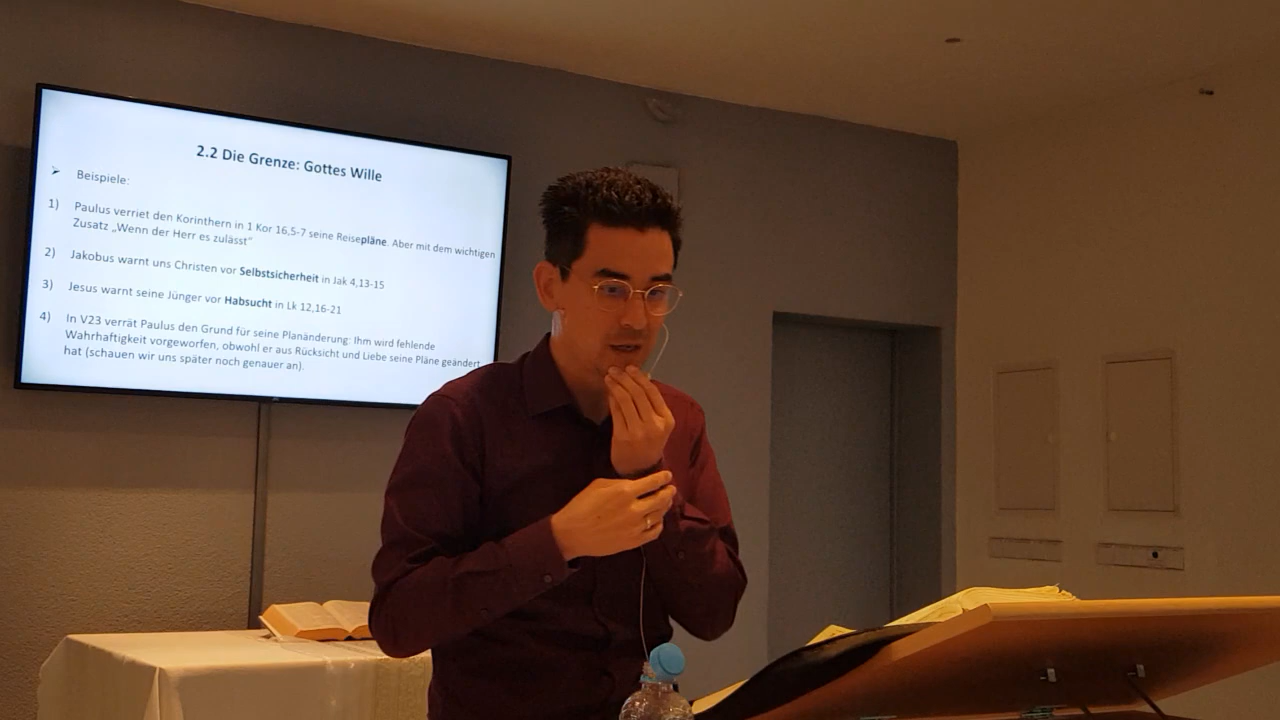 2.2 Die Grenze: Gottes Wille
➤ Beispiele:
1) Paulus verriet den Korinthern in 1 Kor 16,5-7 seine Reisepläne. Aber mit dem wichtigen
Zusatz „Wenn der Herr es zulässt“
2) Jakobus warnt uns Christen vor Selbstsicherheit in Jak 4,13-15
3) Jesus warnt seine Jünger vor Habsucht in Lk 12,16-21
4) In V23 verrät Paulus den Grund für seine Planänderung: Ihm wird fehlende
Wahrhaftigkeit vorgeworfen, obwohl er aus Rücksicht und Liebe seine Pläne geändert
hat (schauen wir uns später noch genauer an).